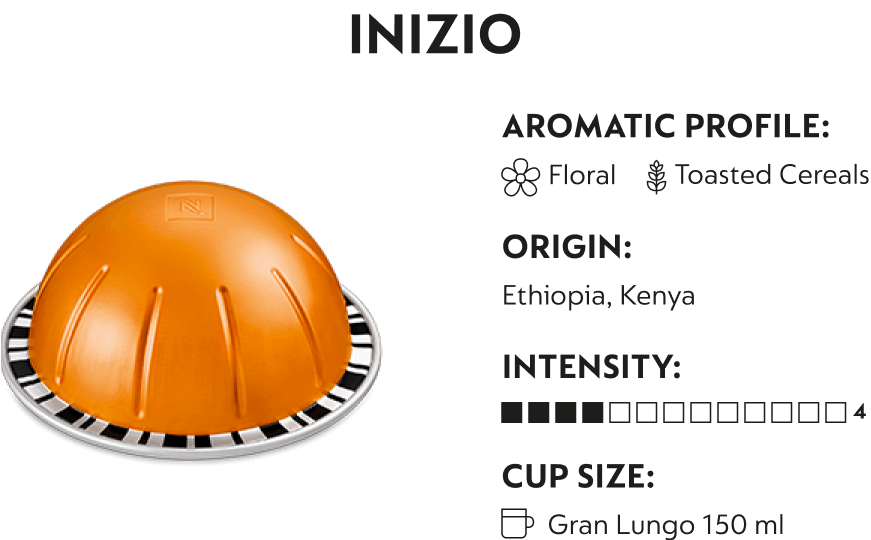 INIZIO
AROMATIC PROFILE:
Floral Toasted Cereals
ORIGIN:
Ethiopia, Kenya
INTENSITY:
4
CUP SIZE:
Gran Lungo 150 ml